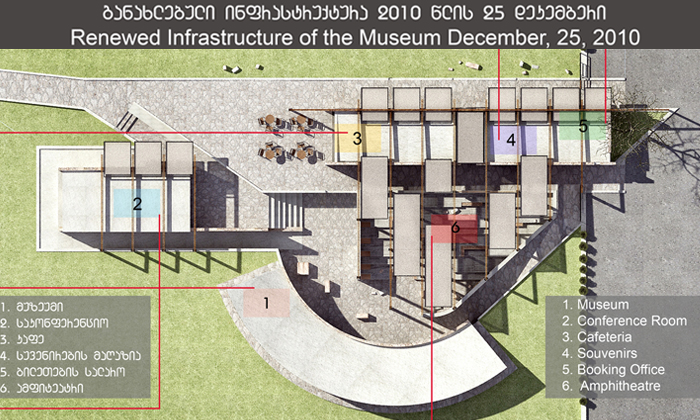 განახლებული ინფრასტრუქტურა 2010 წლის 25 დეკემბერი
Renewed Infrastructure of the Museum December, 25, 2010
3
4
5
2
6
1
1. მუზეუმი
2. საკონფერენციო
3. კაფე
4. სუვენირების მაღაზია
5. ბილეთების სალარო
6. ამფითეატრი
1. Museum
2. Conference Room
3. Cafeteria
4. Souvenirs
5. Booking Office
6. Amphitheatre